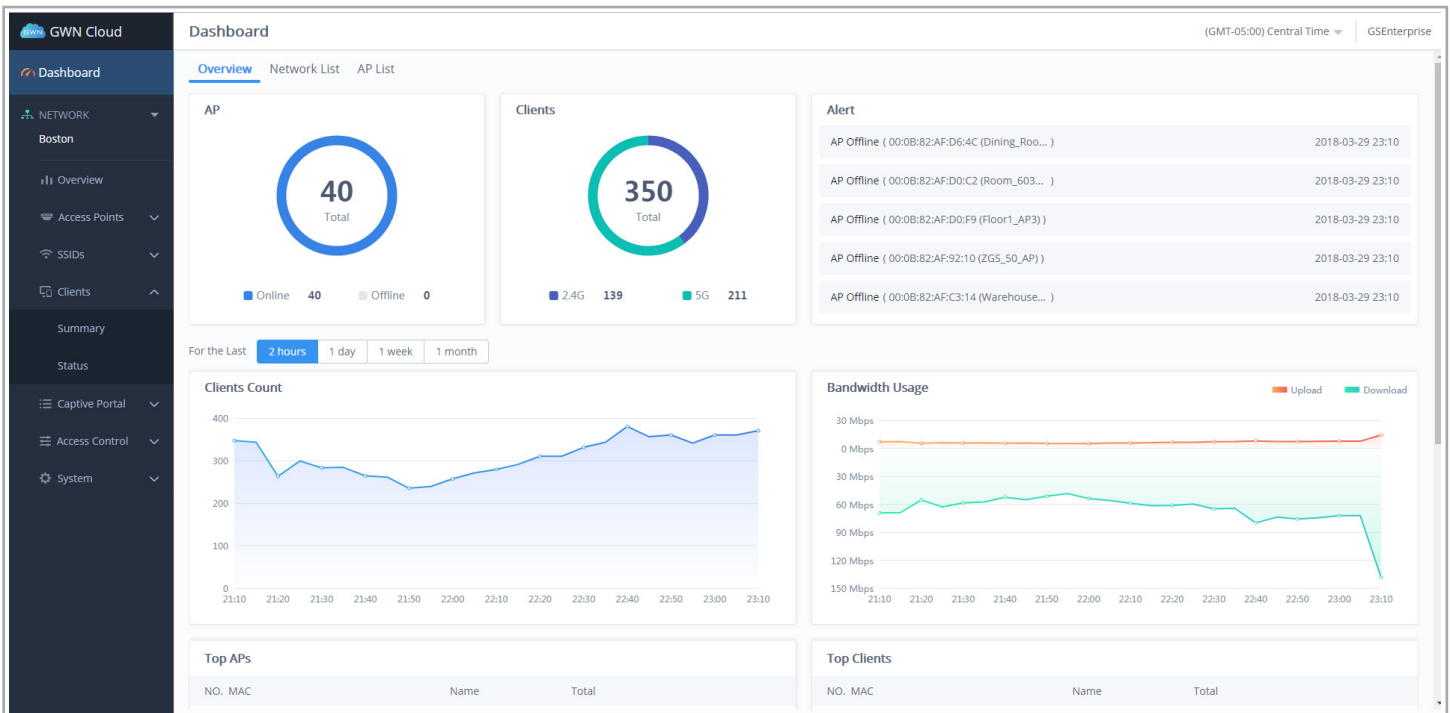 GWN GWN Cloud
Dashboard
(GMT-05:00) Central Time
GSEnterprise
Dashboard
NETWORK
Boston
Overview
Access Points
SSIDs
Clients
Summary
Status
Captive Portal
Access Control
System
Overview Network List AP List
AP
40
Total
Online 40 Offline 0
Clients
350
Total
2.4G 139 5G 211
Alert
AP Offline ( 00:0B:82:AF:D6:4C (Dining_Roo... ) 2018-03-29 23:10
AP Offline ( 00:0B:82:AF:D0:C2 (Room_603... ) 2018-03-29 23:10
AP Offline ( 00:0B:82:AF:D0:F9 (Floor1_AP3) ) 2018-03-29 23:10
AP Offline ( 00:0B:82:AF:92:10 (ZGS_50_AP) ) 2018-03-29 23:10
AP Offline ( 00:0B:82:AF:C3:14 (Warehouse... ) 2018-03-29 23:10
For the Last 2 hours 1 day 1 week 1 month
Clients Count
400
300
200
100
0
21:10 21:20 21:30 21:40 21:50 22:00 22:10 22:20 22:30 22:40 22:50 23:00 23:10
Bandwidth Usage
Upload Download
30 Mbps
0 Mbps
30 Mbps
60 Mbps
90 Mbps
120 Mbps
150 Mbps
21:10 21:20 21:30 21:40 21:50 22:00 22:10 22:20 22:30 22:40 22:50 23:00 23:10
Top APs
NO. MAC Name Total
Top Clients
NO. MAC Name Total